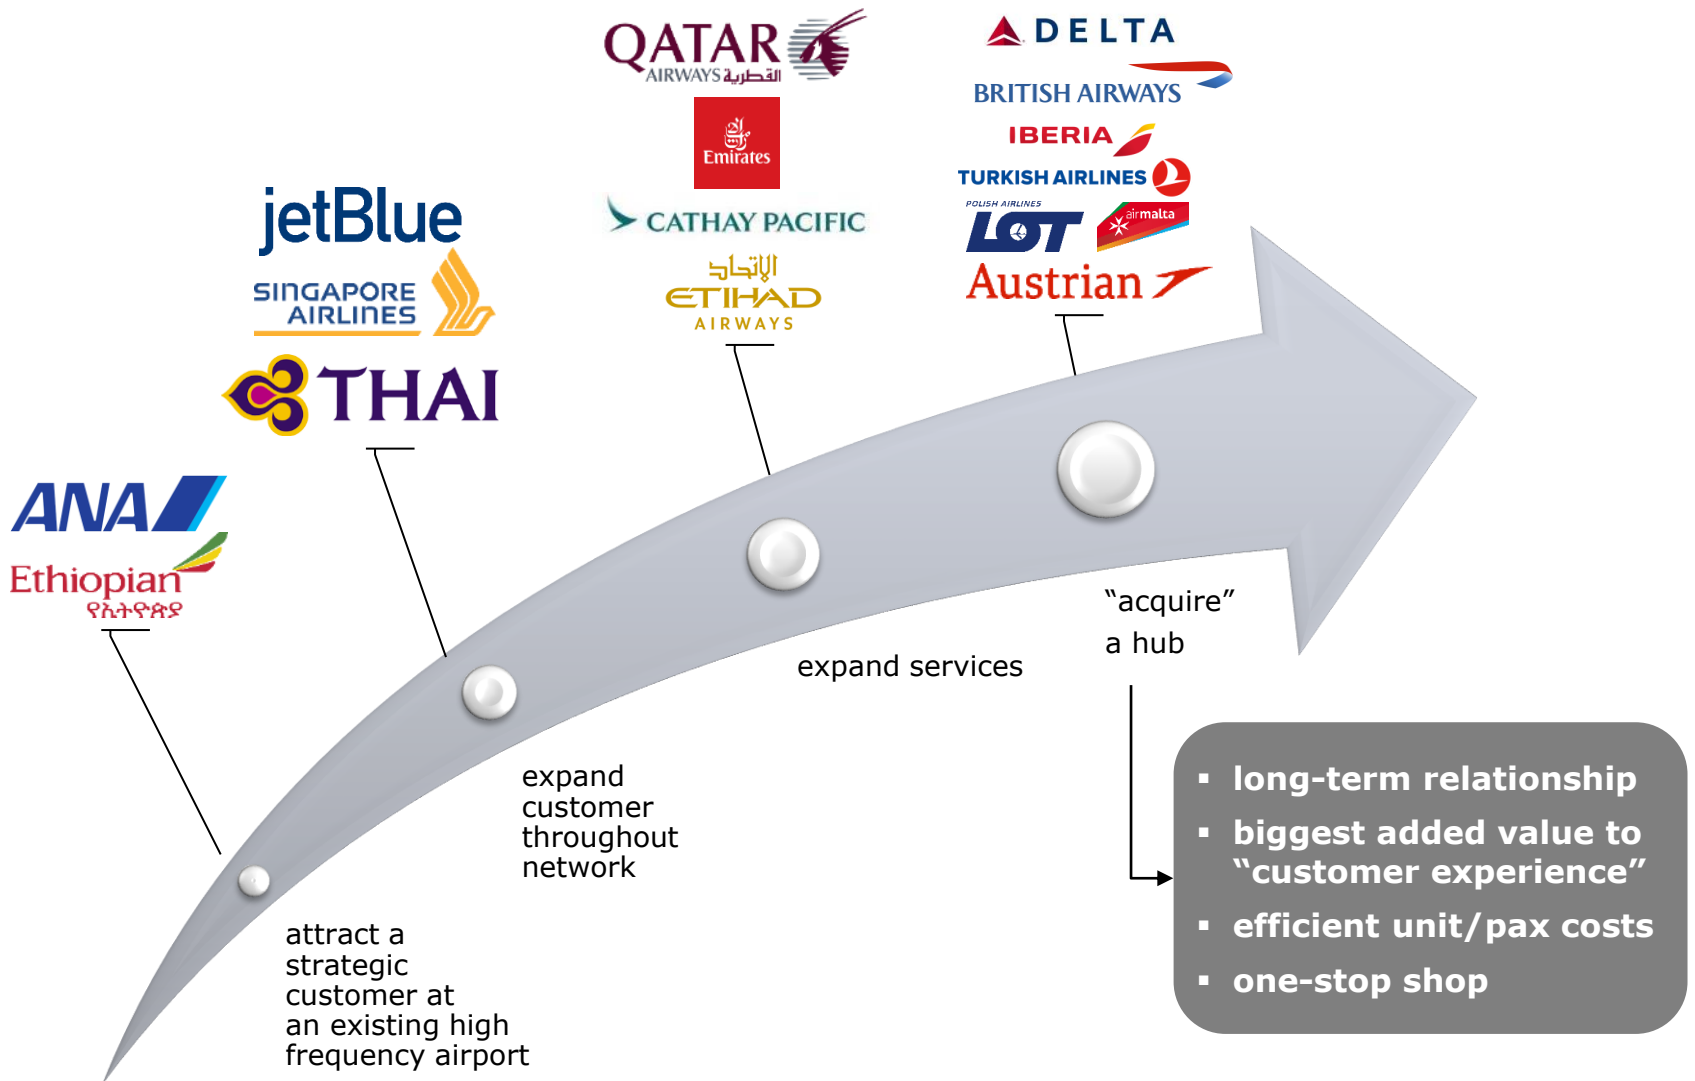 QATAR
AIRWAYS القطرية
Emirates
CATHAY PACIFIC
الإتحاد
ETIHAD
AIRWAYS
DELTA
BRITISH AIRWAYS
IBERIA
TURKISH AIRLINES
POLISH AIRLINES
LOT
airmalta
Austrian
jetBlue
SINGAPORE
AIRLINES
THAI
ANA
Ethiopian
የኢትዮጵያ
“acquire”
a hub
expand services
expand
customer
throughout
network
attract a
strategic
customer at
an existing high
frequency airport
▪ long-term relationship
▪ biggest added value to
“customer experience”
▪ efficient unit/pax costs
▪ one-stop shop